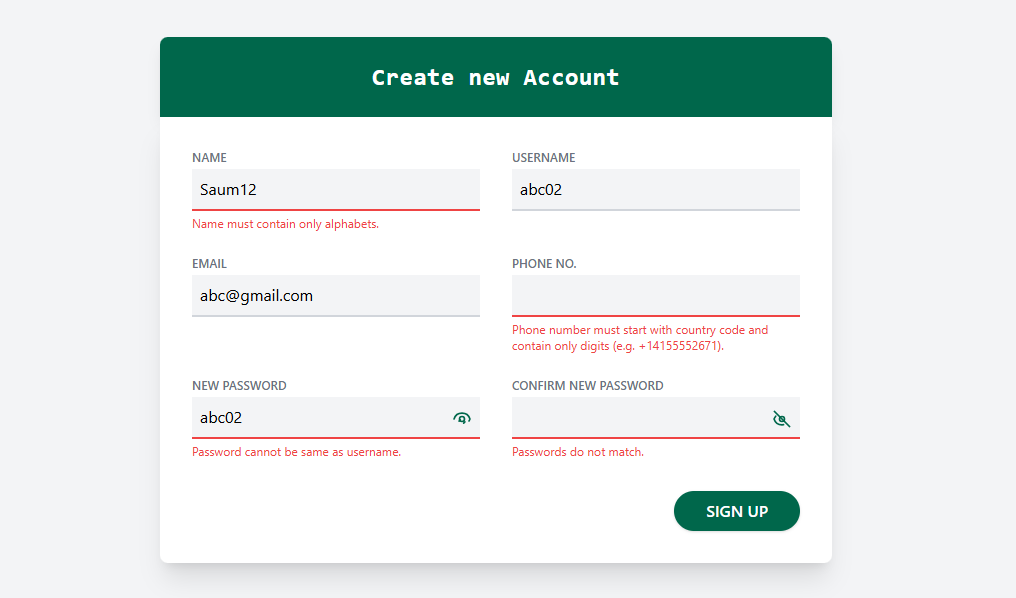 Create new Account
NAME
USERNAME
Saum12
abc02
Name must contain only alphabets.
EMAIL
PHONE NO.
abc@gmail.com
Phone number must start with country code and
contain only digits (e.g. +14155552671).
NEW PASSWORD
CONFIRM NEW PASSWORD
abc02
Password cannot be same as username.
Passwords do not match.
SIGN UP